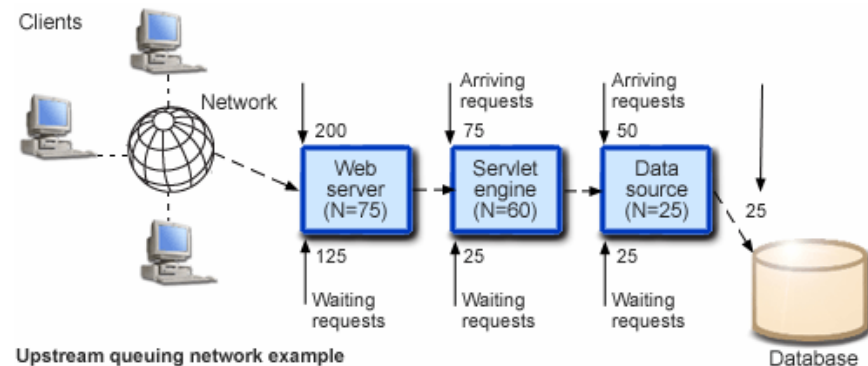 Clients
Network
200
Web
server
(N=75)
125
Waiting
requests
Arriving
requests
75
Servlet
engine
(N=60)
25
Waiting
requests
Arriving
requests
50
Data
source
(N=25)
25
Waiting
requests
25
Database
Upstream queuing network example